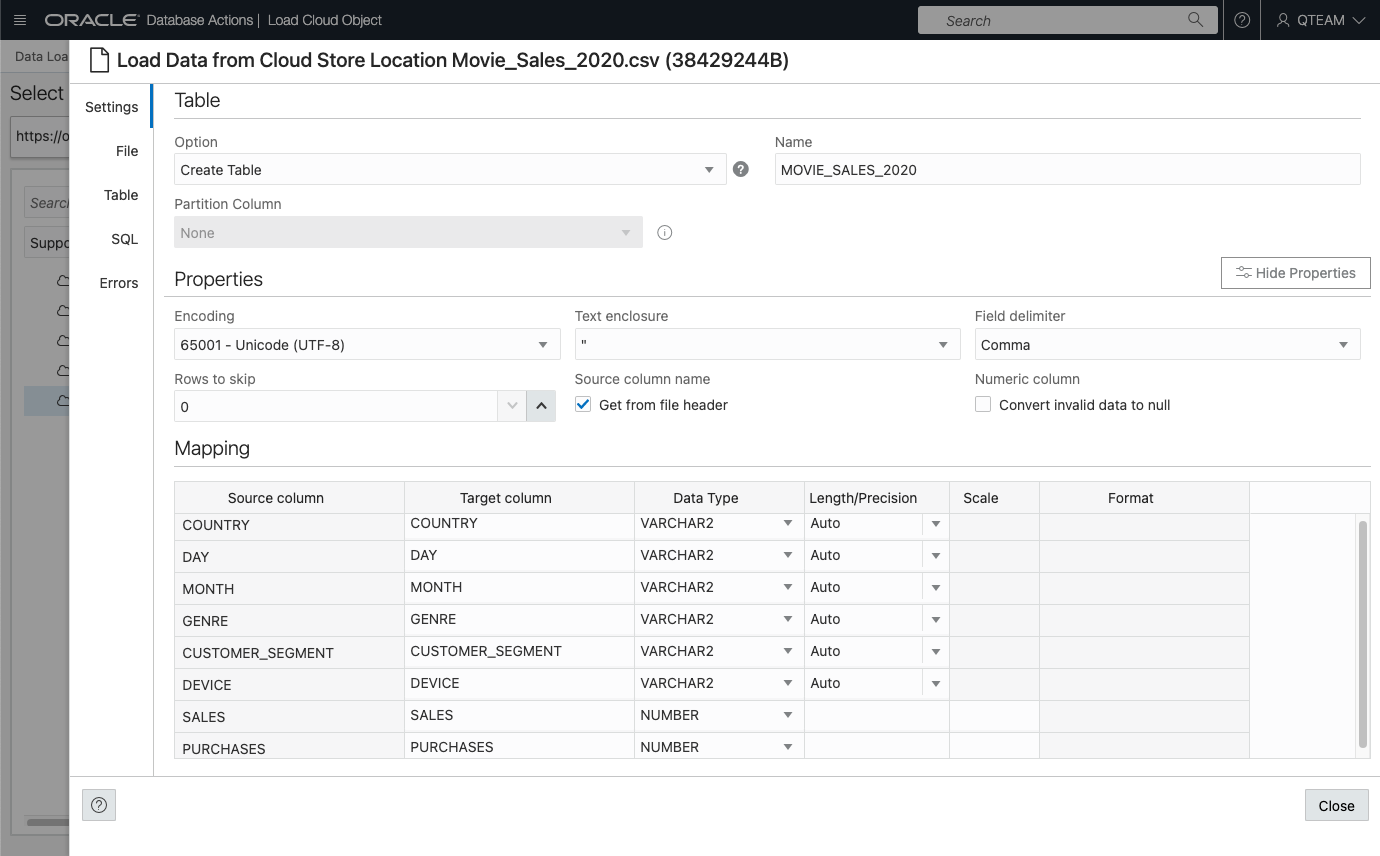 ORACLE Database Actions | Load Cloud Object
Search
QTEAM
Data Loa
Select
https://o
Searc
Suppo
Load Data from Cloud Store Location Movie_Sales_2020.csv (38429244B)
Settings
File
Table
SQL
Errors
Table
Option
Name
Create Table
MOVIE_SALES_2020
Partition Column
None
Properties
Hide Properties
Encoding
Text enclosure
Field delimiter
65001 - Unicode (UTF-8)
"
Comma
Rows to skip
Source column name
Numeric column
0
Get from file header
Convert invalid data to null
Mapping
Source column Target column Data Type Length/Precision Scale Format
COUNTRY COUNTRY VARCHAR2 Auto
DAY DAY VARCHAR2 Auto
MONTH MONTH VARCHAR2 Auto
GENRE GENRE VARCHAR2 Auto
CUSTOMER_SEGMENT CUSTOMER_SEGMENT VARCHAR2 Auto
DEVICE DEVICE VARCHAR2 Auto
SALES SALES NUMBER
PURCHASES PURCHASES NUMBER
Close